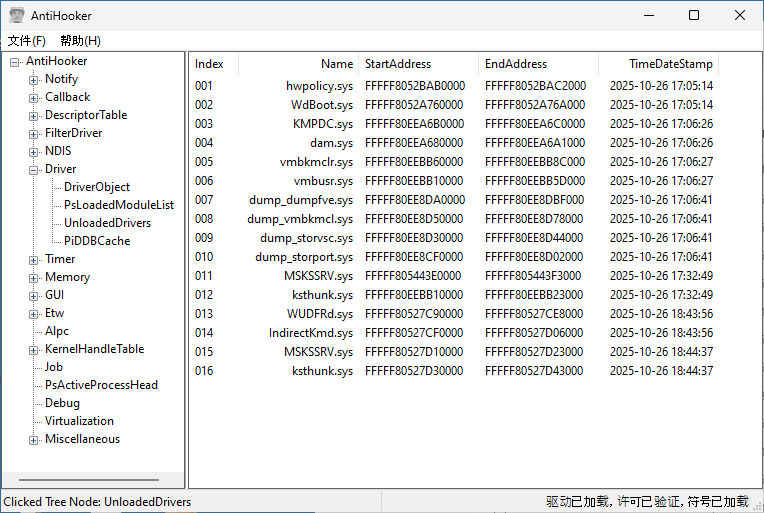 AntiHooker
文件(F) 帮助(H)
AntiHooker
Notify
Callback
DescriptorTable
FilterDriver
NDIS
Driver
DriverObject
PsLoadedModuleList
UnloadedDrivers
PiDDBCache
Timer
Memory
GUI
Etw
Alpc
KernelHandleTable
Job
PsActiveProcessHead
Debug
Virtualization
Miscellaneous
Index Name StartAddress EndAddress TimeDateStamp
001 hwpolicy.sys FFFFF8052BAB0000 FFFFF8052BAC2000 2025-10-26 17:05:14
002 WdBoot.sys FFFFF8052A760000 FFFFF8052A76A000 2025-10-26 17:05:14
003 KMPDC.sys FFFFF80EEA6B0000 FFFFF80EEA6C0000 2025-10-26 17:06:26
004 dam.sys FFFFF80EEA680000 FFFFF80EEA6A1000 2025-10-26 17:06:26
005 vmbkmclr.sys FFFFF80EEBB60000 FFFFF80EEBB8C000 2025-10-26 17:06:27
006 vmbusr.sys FFFFF80EEBB10000 FFFFF80EEBB5D000 2025-10-26 17:06:27
007 dump_dumpfve.sys FFFFF80EE8DA0000 FFFFF80EE8DBF000 2025-10-26 17:06:41
008 dump_vmbkmcl.sys FFFFF80EE8D50000 FFFFF80EE8D78000 2025-10-26 17:06:41
009 dump_storvsc.sys FFFFF80EE8D30000 FFFFF80EE8D44000 2025-10-26 17:06:41
010 dump_storport.sys FFFFF80EE8CF0000 FFFFF80EE8D02000 2025-10-26 17:06:41
011 MSKSSRV.sys FFFFF805443E0000 FFFFF805443F3000 2025-10-26 17:32:49
012 ksthunk.sys FFFFF80EEBB10000 FFFFF80EEBB23000 2025-10-26 17:32:49
013 WUDFRd.sys FFFFF80527C90000 FFFFF80527CE8000 2025-10-26 18:43:56
014 IndirectKmd.sys FFFFF80527CF0000 FFFFF80527D06000 2025-10-26 18:43:56
015 MSKSSRV.sys FFFFF80527D10000 FFFFF80527D23000 2025-10-26 18:44:37
016 ksthunk.sys FFFFF80527D30000 FFFFF80527D43000 2025-10-26 18:44:37
Clicked Tree Node: UnloadedDrivers 驱动已加载, 许可已验证, 符号已加载